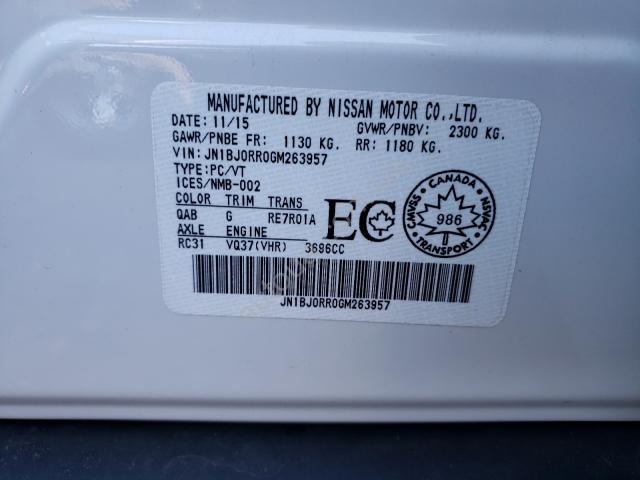 MANUFACTURED BY NISSAN MOTOR CO.,LTD.
DATE: 11/15 GVWR/PNBV: 2300 KG.
GAWR/PNBE FR: 1130 KG. RR: 1180 KG.
VIN: JN1BJ0RR0GM263957
TYPE: PC/VT
ICES/NMB-002
COLOR TRIM TRANS
QAB G RE7R01A
AXLE ENGINE
RC31 VQ37(VHR) 3696CC
EC
CANADA
CMVSS 986 NSVAC
TRANSPORT
JN1BJ0RR0GM263957